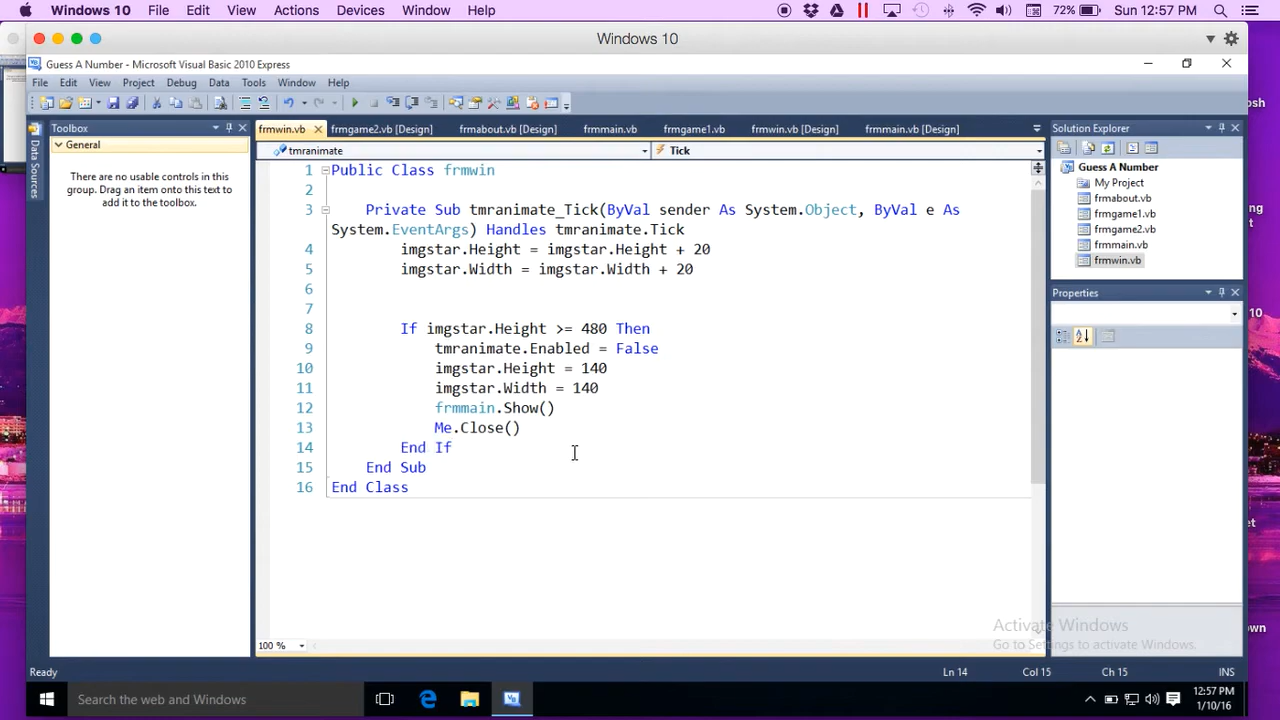 Windows 10 File Edit View Actions Devices Window Help 72% Sun 12:57 PM
Windows 10
Guess A Number - Microsoft Visual Basic 2010 Express
File Edit View Project Debug Data Tools Window Help
Toolbox
General
There are no usable controls in this
group. Drag an item onto this text to
add it to the toolbox.
Data Sources
frmwin.vb frmgame2.vb [Design] frmabout.vb [Design] frmmain.vb frmgame1.vb frmwin.vb [Design] frmmain.vb [Design]
tmranimate Tick
1 Public Class frmwin
2
3 Private Sub tmranimate_Tick(ByVal sender As System.Object, ByVal e As
System.EventArgs) Handles tmranimate.Tick
4 imgstar.Height = imgstar.Height + 20
5 imgstar.Width = imgstar.Width + 20
6
7
8 If imgstar.Height >= 480 Then
9 tmranimate.Enabled = False
10 imgstar.Height = 140
11 imgstar.Width = 140
12 frmmain.Show()
13 Me.Close()
14 End If
15 End Sub
16 End Class
100 %
Solution Explorer
Guess A Number
My Project
frmabout.vb
frmgame1.vb
frmgame2.vb
frmmain.vb
frmwin.vb
Properties
Activate Windows
Go to Settings to activate Windows.
Ready Ln 14 Col 15 Ch 15 INS
Search the web and Windows
12:57 PM
1/10/16
osh
ng
10
et
own